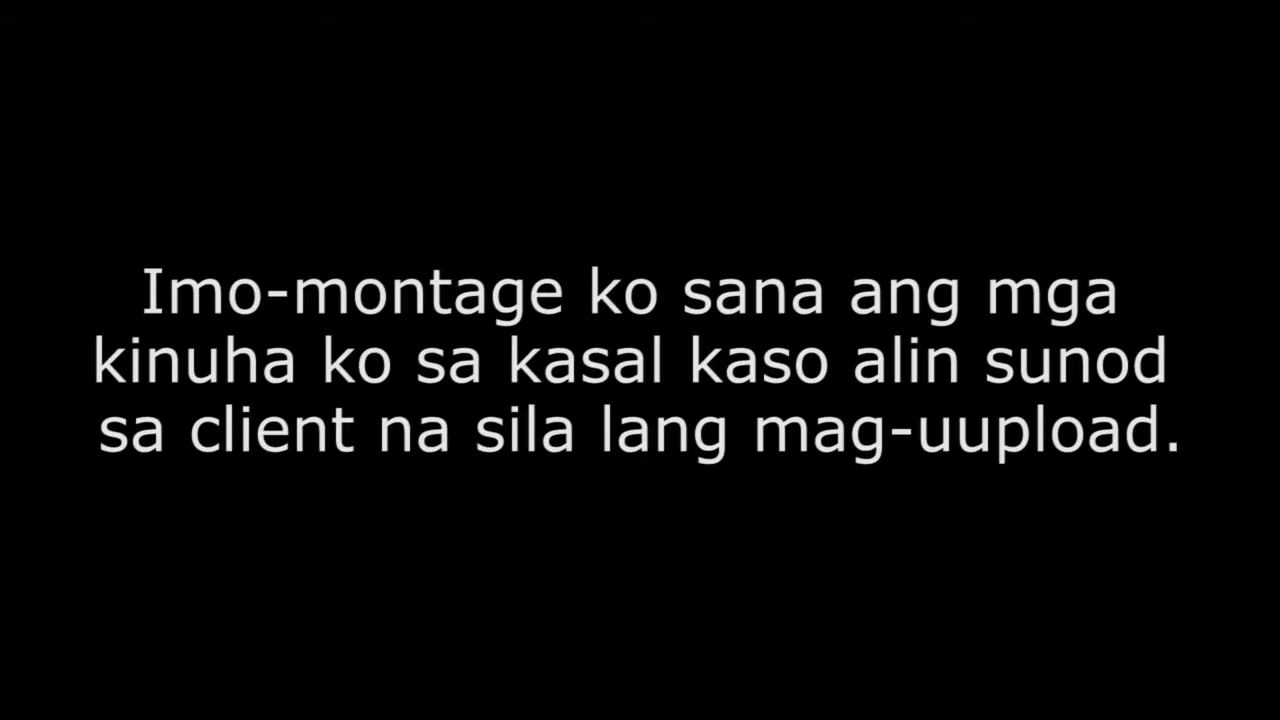 Imo-montage ko sana ang mga
kinuha ko sa kasal kaso alin sunod
sa client na sila lang mag-uupload.